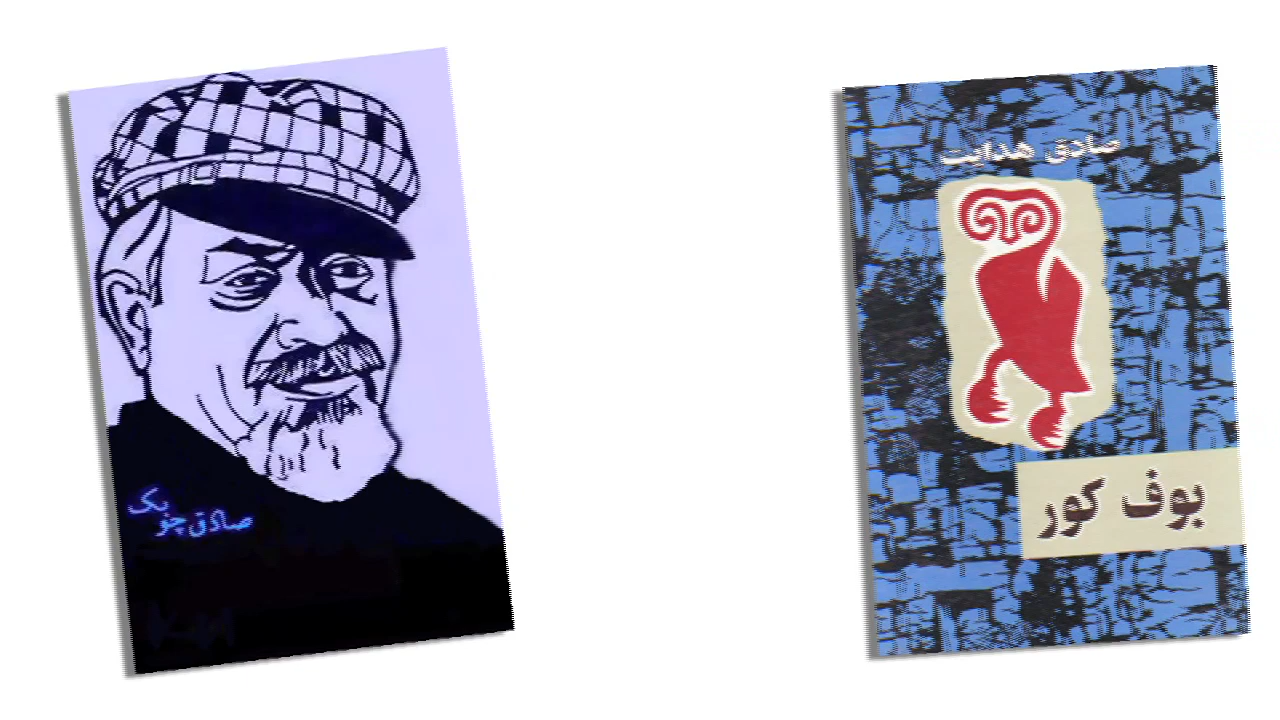 صادق چوبک
صادق هدایت
بوف کور